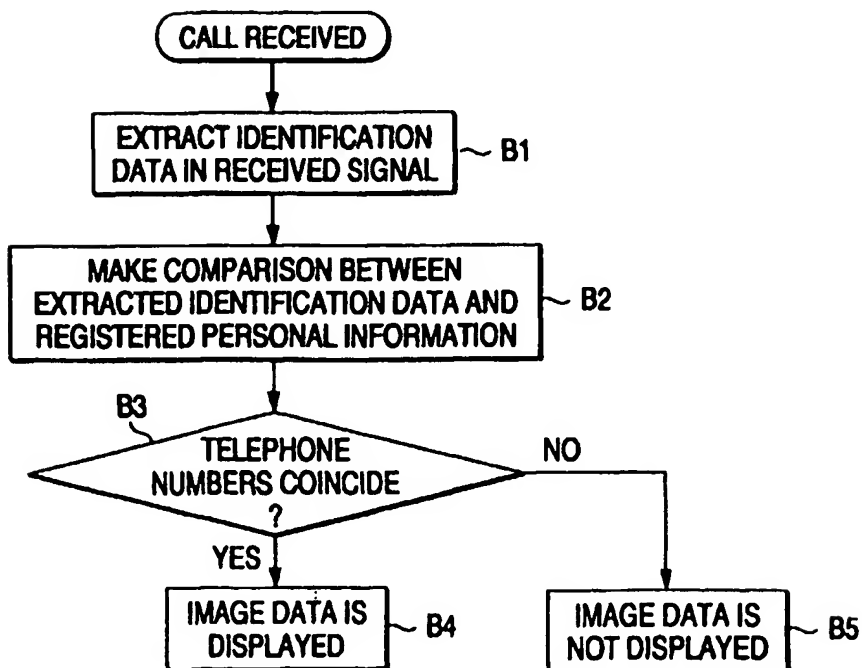 CALL RECEIVED
EXTRACT IDENTIFICATION
DATA IN RECEIVED SIGNAL
B1
MAKE COMPARISON BETWEEN
EXTRACTED IDENTIFICATION DATA AND
REGISTERED PERSONAL INFORMATION
B2
B3
TELEPHONE
NUMBERS COINCIDE
?
NO
YES
IMAGE DATA IS
DISPLAYED
B4
IMAGE DATA IS
NOT DISPLAYED
B5